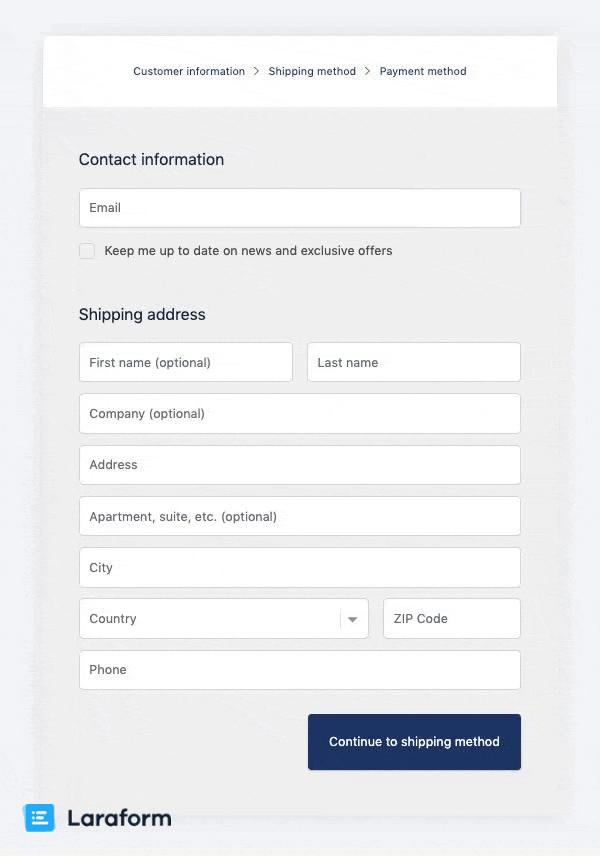 Customer information > Shipping method > Payment method
Contact information
Email
Keep me up to date on news and exclusive offers
Shipping address
First name (optional) Last name
Company (optional)
Address
Apartment, suite, etc. (optional)
City
Country ZIP Code
Phone
Continue to shipping method
Laraform